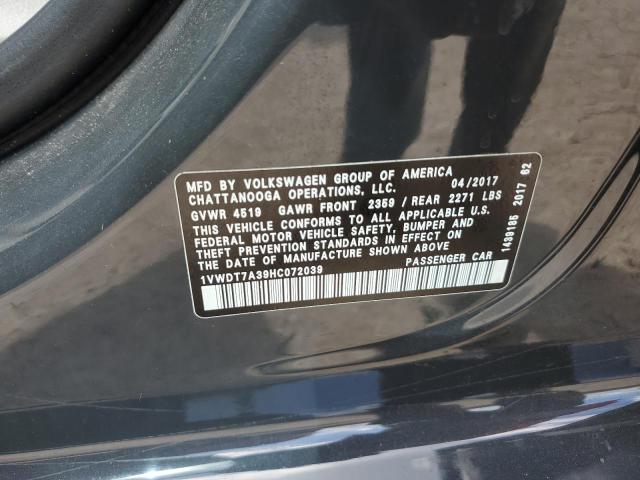 MFD BY VOLKSWAGEN GROUP OF AMERICA
CHATTANOOGA OPERATIONS, LLC. 04/2017
GVWR 4519 GAWR FRONT 2369 / REAR 2271 LBS
THIS VEHICLE CONFORMS TO ALL APPLICABLE U.S.
FEDERAL MOTOR VEHICLE SAFETY, BUMPER AND
THEFT PREVENTION STANDARDS IN EFFECT ON
THE DATE OF MANUFACTURE SHOWN ABOVE.
1VWDT7A39HC072039 PASSENGER CAR
1439185 2017 62